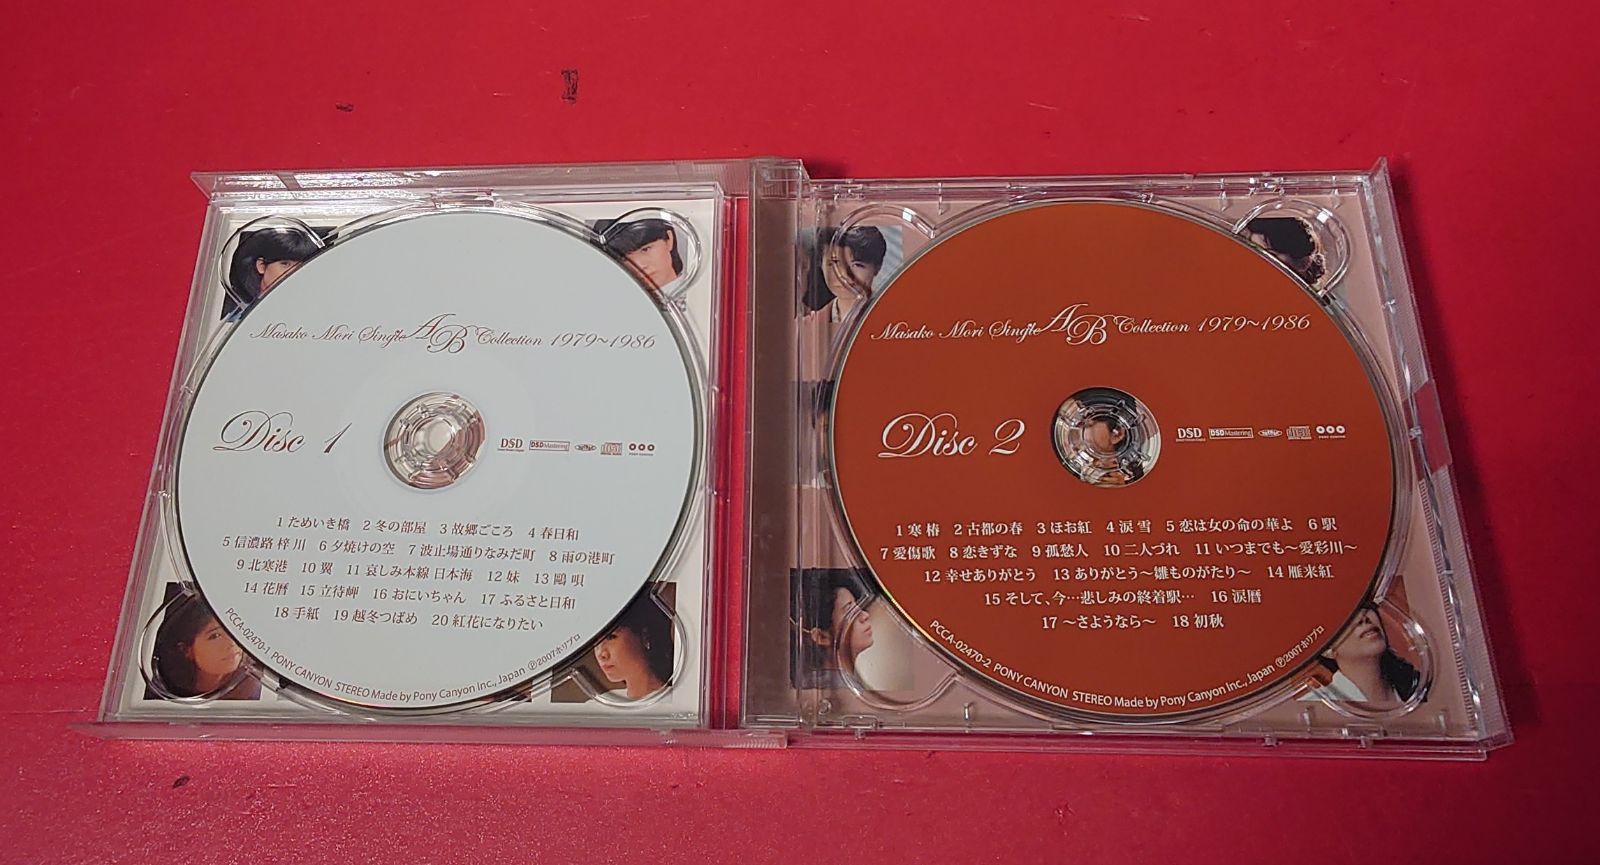 Masako Mori Single AB Collection 1979~1986
Disc 1
DSD DSD Mastering
PONY CANYON
1 ためいき橋 2 冬の部屋 3 故郷ごころ 4 春日和
5 信濃路 梓川 6 夕焼けの空 7 波止場通りなみだ町 8 雨の港町
9 北寒港 10 翼 11 哀しみ本線 日本海 12 妹 13 鷗唄
14 花暦 15 立待岬 16 おにいちゃん 17 ふるさと日和
18 手紙 19 越冬つばめ 20 紅花になりたい
PCCA-02470-1 PONY CANYON STEREO Made by Pony Canyon Inc., Japan ℗2007ホリプロ
Masako Mori Single AB Collection 1979~1986
Disc 2
DSD DSD Mastering
PONY CANYON
1 寒椿 2 古都の春 3 ほお紅 4 涙雪 5 恋は女の命の華よ 6 駅
7 愛傷歌 8 恋きずな 9 孤愁人 10 二人づれ 11 いつまでも〜愛彩川〜
12 幸せありがとう 13 ありがとう〜雛ものがたり〜 14 雁来紅
15 そして、今…悲しみの終着駅… 16 涙暦
17 〜さようなら〜 18 初秋
PCCA-02470-2 PONY CANYON STEREO Made by Pony Canyon Inc., Japan ℗2007ホリプロ